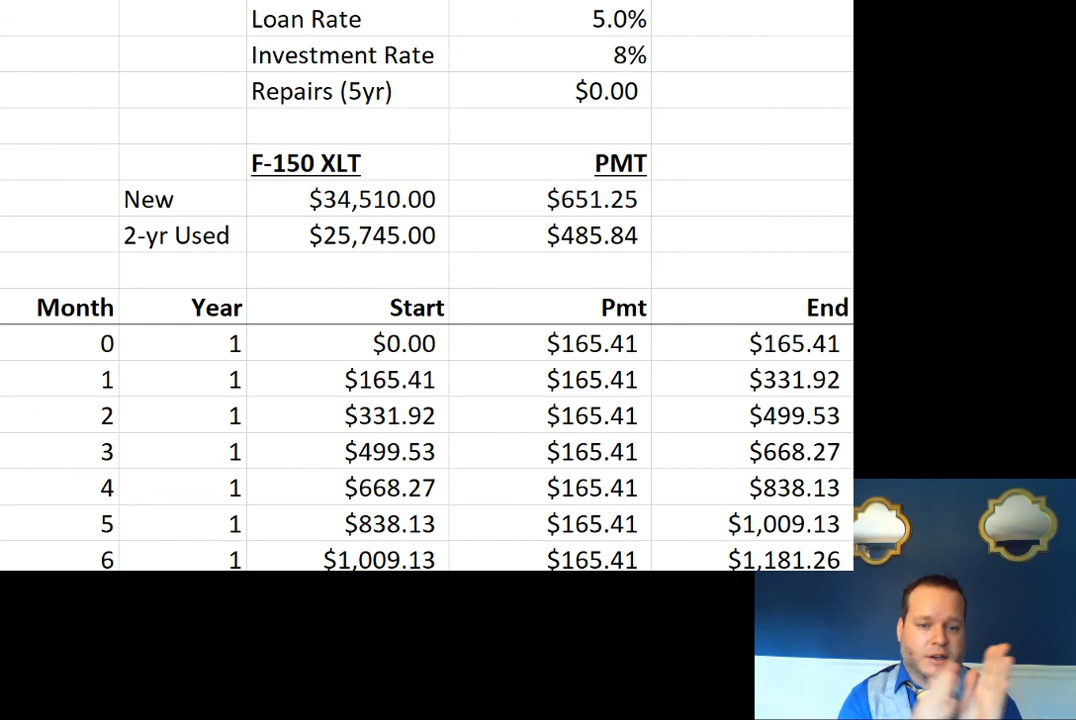 Loan Rate 5.0%
Investment Rate 8%
Repairs (5yr) $0.00
F-150 XLT PMT
New $34,510.00 $651.25
2-yr Used $25,745.00 $485.84
Month Year Start Pmt End
0 1 $0.00 $165.41 $165.41
1 1 $165.41 $165.41 $331.92
2 1 $331.92 $165.41 $499.53
3 1 $499.53 $165.41 $668.27
4 1 $668.27 $165.41 $838.13
5 1 $838.13 $165.41 $1,009.13
6 1 $1,009.13 $165.41 $1,181.26